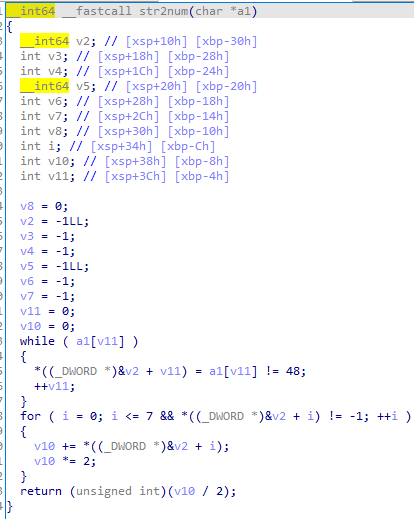 __int64 __fastcall str2num(char *a1)
{
__int64 v2; // [xsp+10h] [xbp-30h]
int v3; // [xsp+18h] [xbp-28h]
int v4; // [xsp+1Ch] [xbp-24h]
__int64 v5; // [xsp+20h] [xbp-20h]
int v6; // [xsp+28h] [xbp-18h]
int v7; // [xsp+2Ch] [xbp-14h]
int v8; // [xsp+30h] [xbp-10h]
int i; // [xsp+34h] [xbp-Ch]
int v10; // [xsp+38h] [xbp-8h]
int v11; // [xsp+3Ch] [xbp-4h]
v8 = 0;
v2 = -1LL;
v3 = -1;
v4 = -1;
v5 = -1LL;
v6 = -1;
v7 = -1;
v11 = 0;
v10 = 0;
while ( a1[v11] )
{
*((_DWORD *)&v2 + v11) = a1[v11] != 48;
++v11;
}
for ( i = 0; i <= 7 && *((_DWORD *)&v2 + i) != -1; ++i )
{
v10 += *((_DWORD *)&v2 + i);
v10 *= 2;
}
return (unsigned int)(v10 / 2);
}